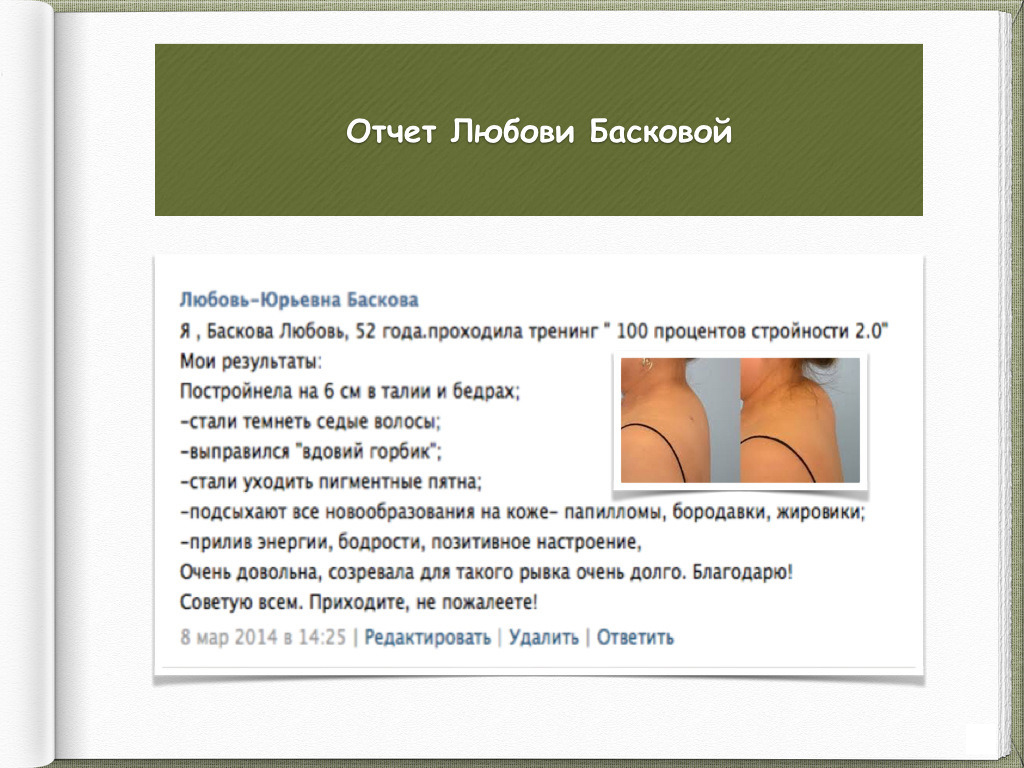 Отчет Любови Басковой
Любовь-Юрьевна Баскова
Я , Баскова Любовь, 52 года.проходила тренинг " 100 процентов стройности 2.0"
Мои результаты:
Постройнела на 6 см в талии и бедрах;
-стали темнеть седые волосы;
-выправился "вдовий горбик";
-стали уходить пигментные пятна;
-подсыхают все новообразования на коже- папилломы, бородавки, жировики;
-прилив энергии, бодрости, позитивное настроение,
Очень довольна, созревала для такого рывка очень долго. Благодарю!
Советую всем. Приходите, не пожалеете!
8 мар 2014 в 14:25 | Редактировать | Удалить | Ответить